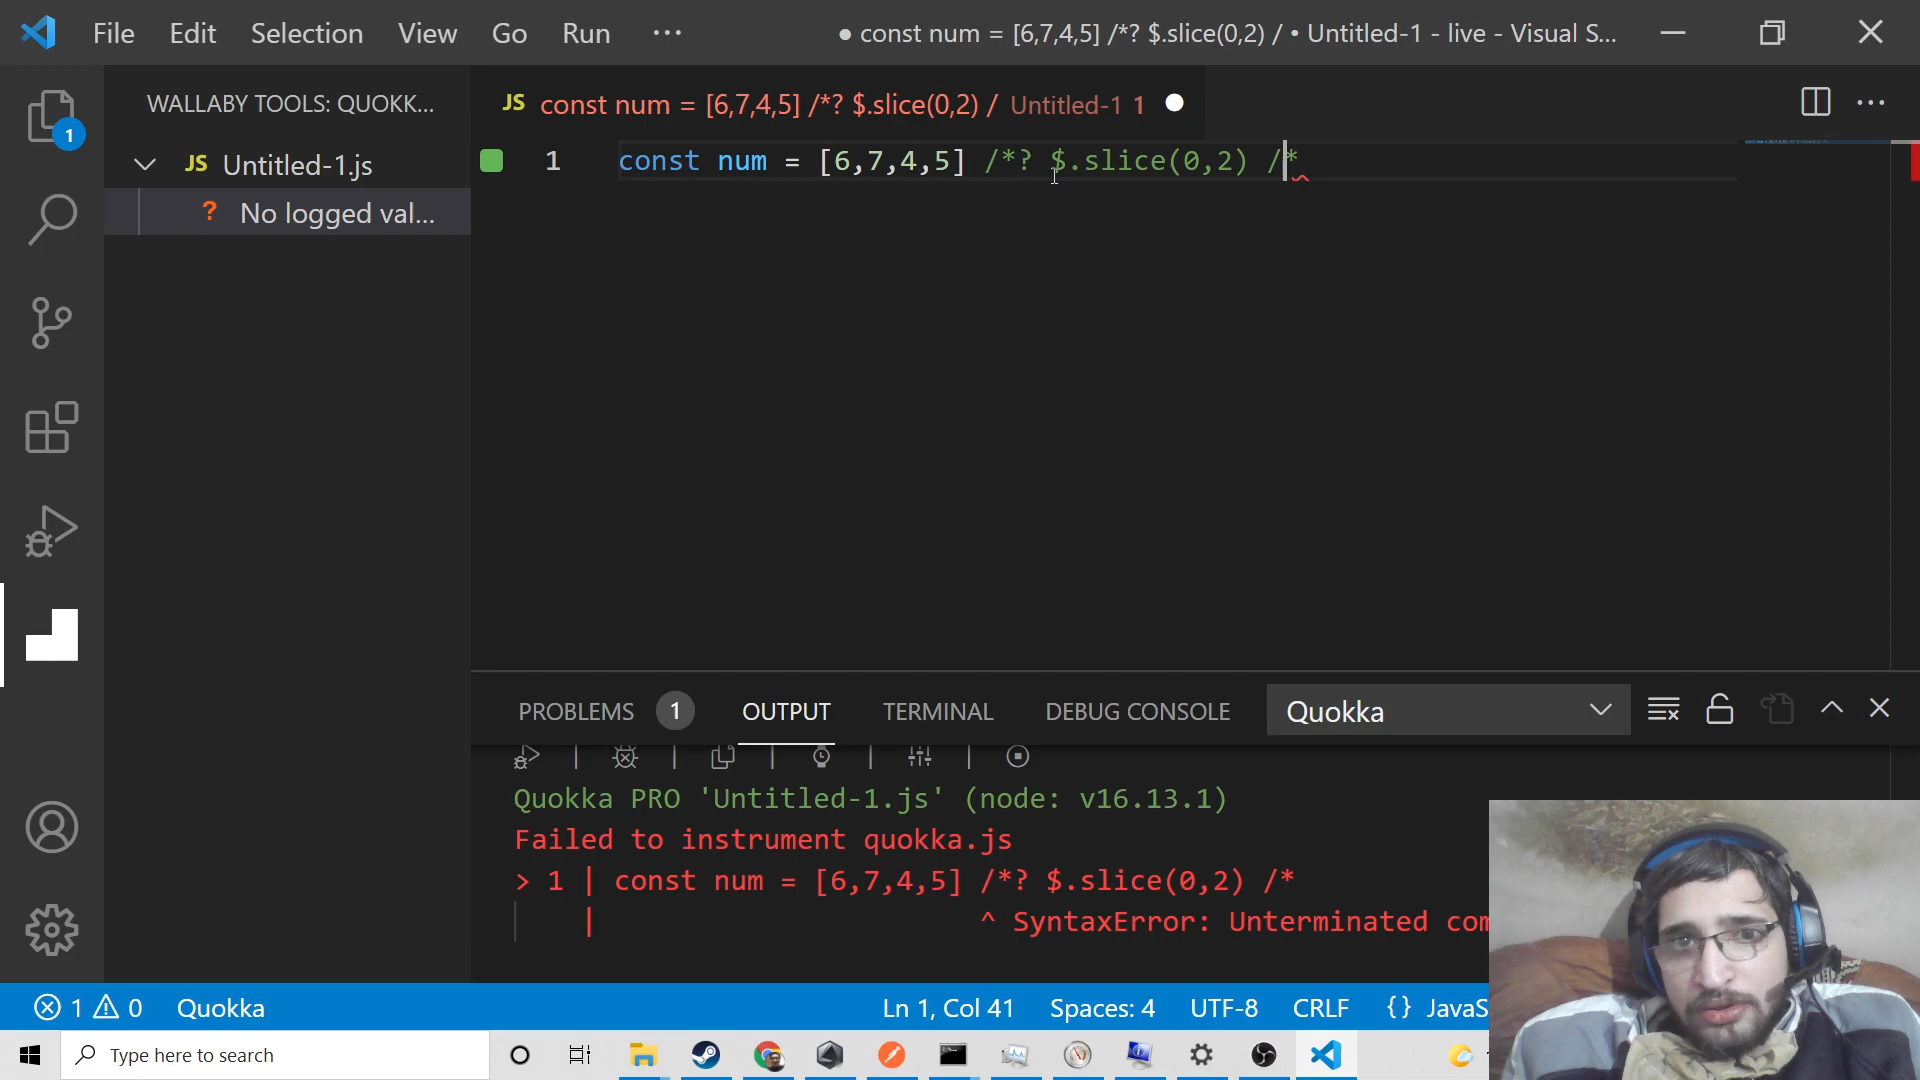 File Edit Selection View Go Run ··· ● const num = [6,7,4,5] /*? $.slice(0,2) / • Untitled-1 - live - Visual S...
WALLABY TOOLS: QUOKK...
JS const num = [6,7,4,5] /*? $.slice(0,2) / Untitled-1 1
1
JS Untitled-1.js
? No logged val...
1 const num = [6,7,4,5] /*? $.slice(0,2) /*
PROBLEMS 1 OUTPUT TERMINAL DEBUG CONSOLE Quokka
Quokka PRO 'Untitled-1.js' (node: v16.13.1)
Failed to instrument quokka.js
> 1 | const num = [6,7,4,5] /*? $.slice(0,2) /*
| ^ SyntaxError: Unterminated com
1 0 Quokka Ln 1, Col 41 Spaces: 4 UTF-8 CRLF {} JavaS
Type here to search